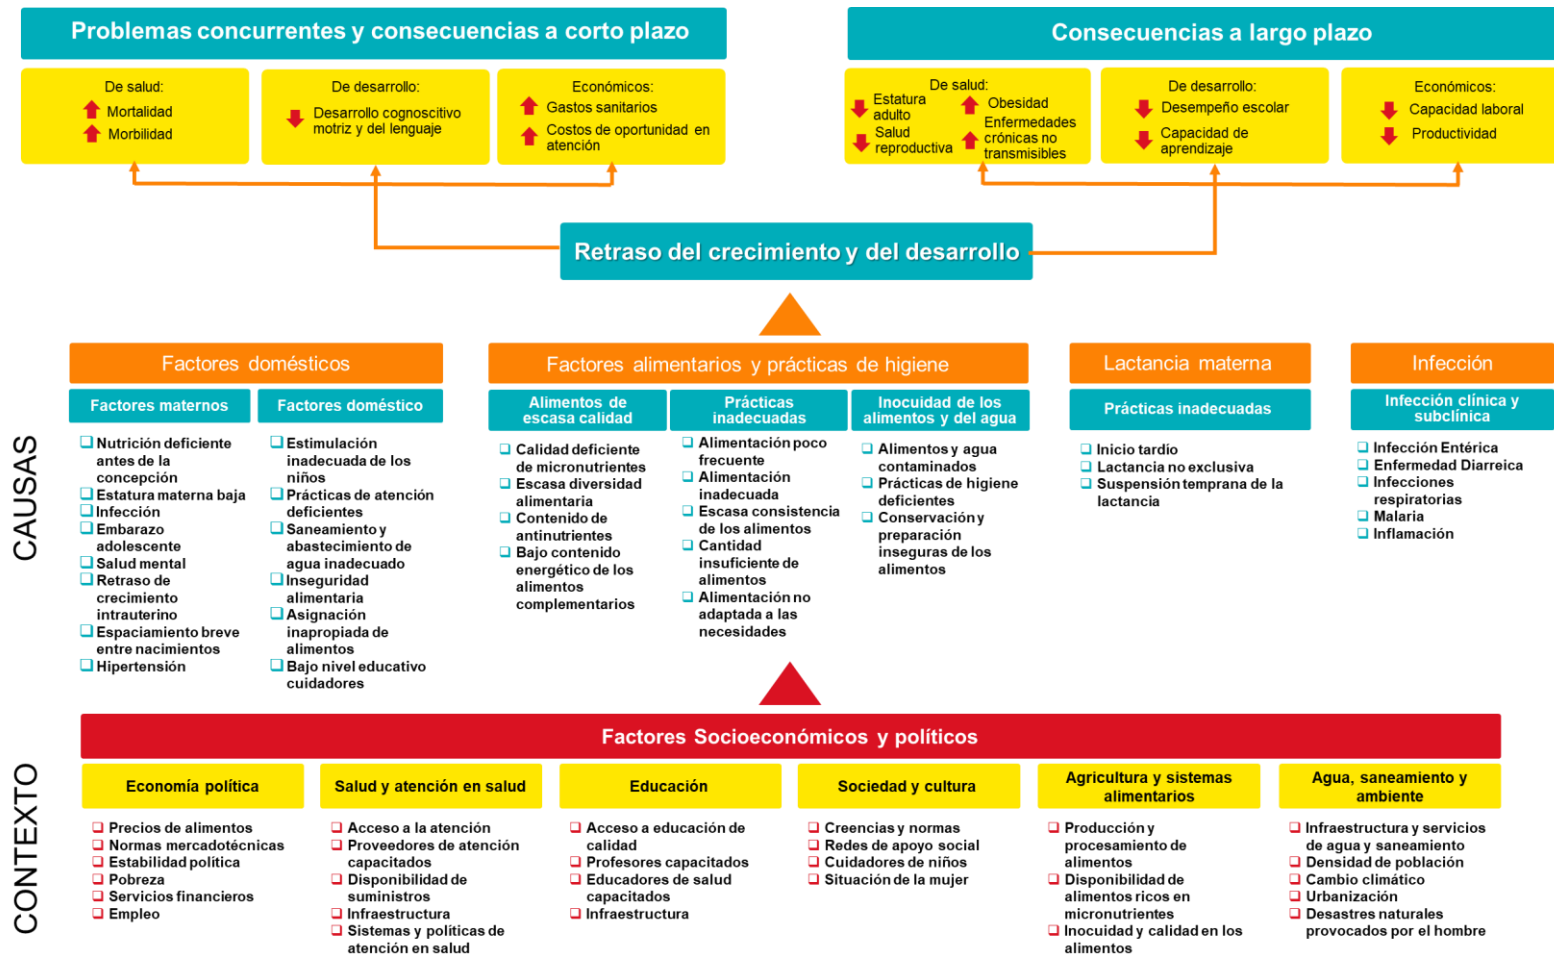 Problemas concurrentes y consecuencias a corto plazo
De salud:
Mortalidad
Morbilidad
De desarrollo:
Desarrollo cognoscitivo
motriz y del lenguaje
Económicos:
Gastos sanitarios
Costos de oportunidad en
atención
Consecuencias a largo plazo
De salud:
Estatura
adulto
Salud
reproductiva
Obesidad
Enfermedades
crónicas no
transmisibles
De desarrollo:
Desempeño escolar
Capacidad de
aprendizaje
Económicos:
Capacidad laboral
Productividad
Retraso del crecimiento y del desarrollo
CAUSAS
Factores domésticos
Factores maternos
Nutrición deficiente
antes de la
concepción
Estatura materna baja
Infección
Embarazo
adolescente
Salud mental
Retraso de
crecimiento
intrauterino
Espaciamiento breve
entre nacimientos
Hipertensión
Factores doméstico
Estimulación
inadecuada de los
niños
Prácticas de atención
deficientes
Saneamiento y
abastecimiento de
agua inadecuado
Inseguridad
alimentaria
Asignación
inapropiada de
alimentos
Bajo nivel educativo
cuidadores
Factores alimentarios y prácticas de higiene
Alimentos de
escasa calidad
Calidad deficiente
de micronutrientes
Escasa diversidad
alimentaria
Contenido de
antinutrientes
Bajo contenido
energético de los
alimentos
complementarios
Prácticas
inadecuadas
Alimentación poco
frecuente
Alimentación
inadecuada
Escasa consistencia
de los alimentos
Cantidad
insuficiente de
alimentos
Alimentación no
adaptada a las
necesidades
Inocuidad de los
alimentos y del agua
Alimentos y agua
contaminados
Prácticas de higiene
deficientes
Conservación y
preparación
inseguras de los
alimentos
Lactancia materna
Prácticas inadecuadas
Inicio tardío
Lactancia no exclusiva
Suspensión temprana de la
lactancia
Infección
Infección clínica y
subclínica
Infección Entérica
Enfermedad Diarreica
Infecciones
respiratorias
Malaria
Inflamación
CONTEXTO
Factores Socioeconómicos y políticos
Economía política
Precios de alimentos
Normas mercadotécnicas
Estabilidad política
Pobreza
Servicios financieros
Empleo
Salud y atención en salud
Acceso a la atención
Proveedores de atención
capacitados
Disponibilidad de
suministros
Infraestructura
Sistemas y políticas de
atención en salud
Educación
Acceso a educación de
calidad
Profesores capacitados
Educadores de salud
capacitados
Infraestructura
Sociedad y cultura
Creencias y normas
Redes de apoyo social
Cuidadores de niños
Situación de la mujer
Agricultura y sistemas
alimentarios
Producción y
procesamiento de
alimentos
Disponibilidad de
alimentos ricos en
micronutrientes
Inocuidad y calidad en los
alimentos
Agua, saneamiento y
ambiente
Infraestructura y servicios
de agua y saneamiento
Densidad de población
Cambio climático
Urbanización
Desastres naturales
provocados por el hombre